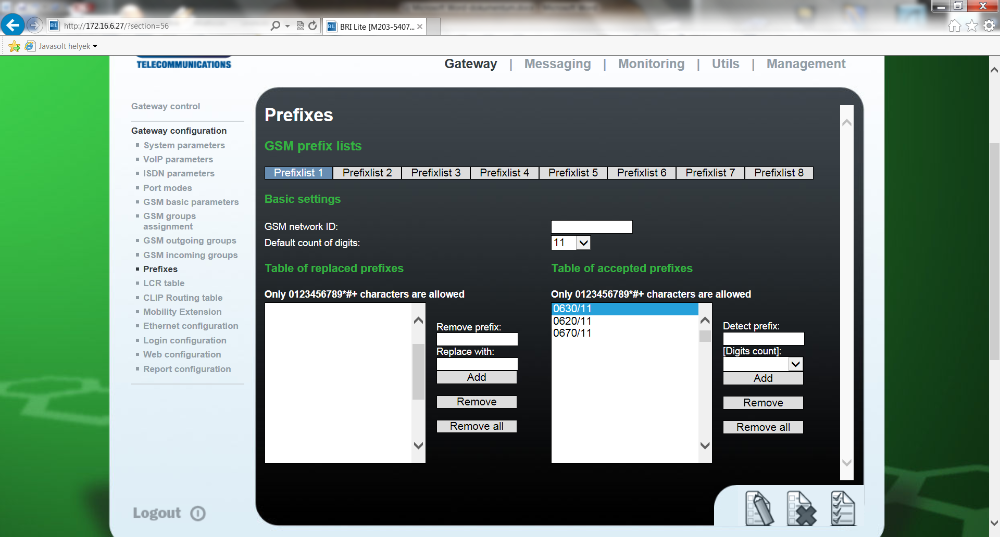 http://172.16.6.27/?section=56
BRI Lite [M203-5407...
Javasolt helyek
TELECOMMUNICATIONS
Gateway | Messaging | Monitoring | Utils | Management
Gateway control
Gateway configuration
System parameters
VoIP parameters
ISDN parameters
Port modes
GSM basic parameters
GSM groups
assignment
GSM outgoing groups
GSM incoming groups
Prefixes
LCR table
CLIP Routing table
Mobility Extension
Ethernet configuration
Login configuration
Web configuration
Report configuration
Logout
Prefixes
GSM prefix lists
Prefixlist 1 Prefixlist 2 Prefixlist 3 Prefixlist 4 Prefixlist 5 Prefixlist 6 Prefixlist 7 Prefixlist 8
Basic settings
GSM network ID:
Default count of digits: 11
Table of replaced prefixes
Only 0123456789*#+ characters are allowed
Remove prefix:
Replace with:
Add
Remove
Remove all
Table of accepted prefixes
Only 0123456789*#+ characters are allowed
0630/11
0620/11
0670/11
Detect prefix:
[Digits count]:
Add
Remove
Remove all